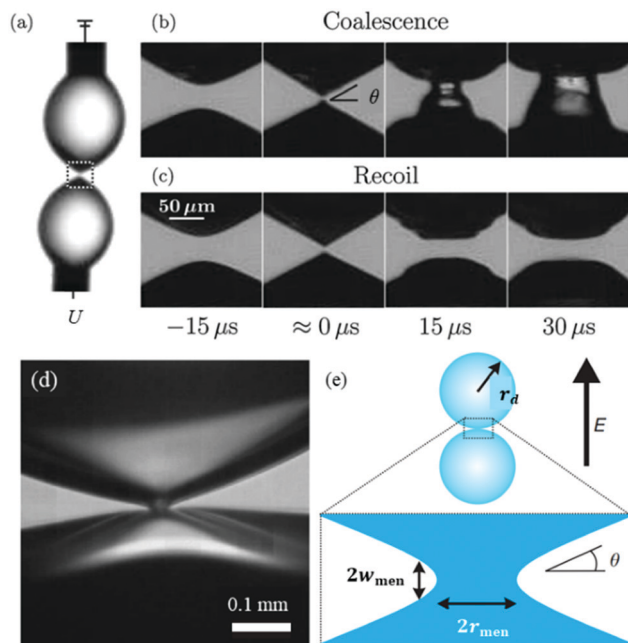 (a)
U
(b)
Coalescence
θ
(c)
Recoil
50 μm
−15 μs
≈ 0 μs
15 μs
30 μs
(d)
0.1 mm
(e)
r_d
E
2w_men
2r_men
θ